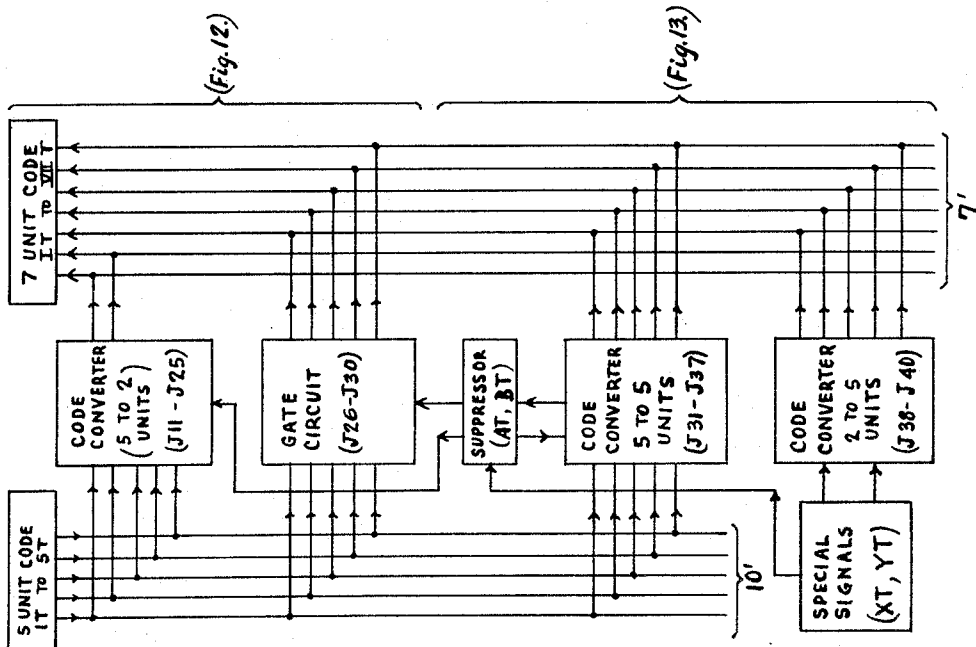 5 UNIT CODE
1T TO 5T
7 UNIT CODE
IT TO VII T
CODE
CONVERTER
(5 TO 2
UNITS)
(J11 - J25)
GATE
CIRCUIT
(J26-J30)
SUPPRESSOR
(AT, BT)
CODE
CONVERTER
5 TO 5
UNITS
(J31-J37)
CODE
CONVERTER
2 TO 5
UNITS
(J38-J40)
SPECIAL
SIGNALS
(XT, YT)
10'
7'
(Fig.12.)
(Fig.13.)